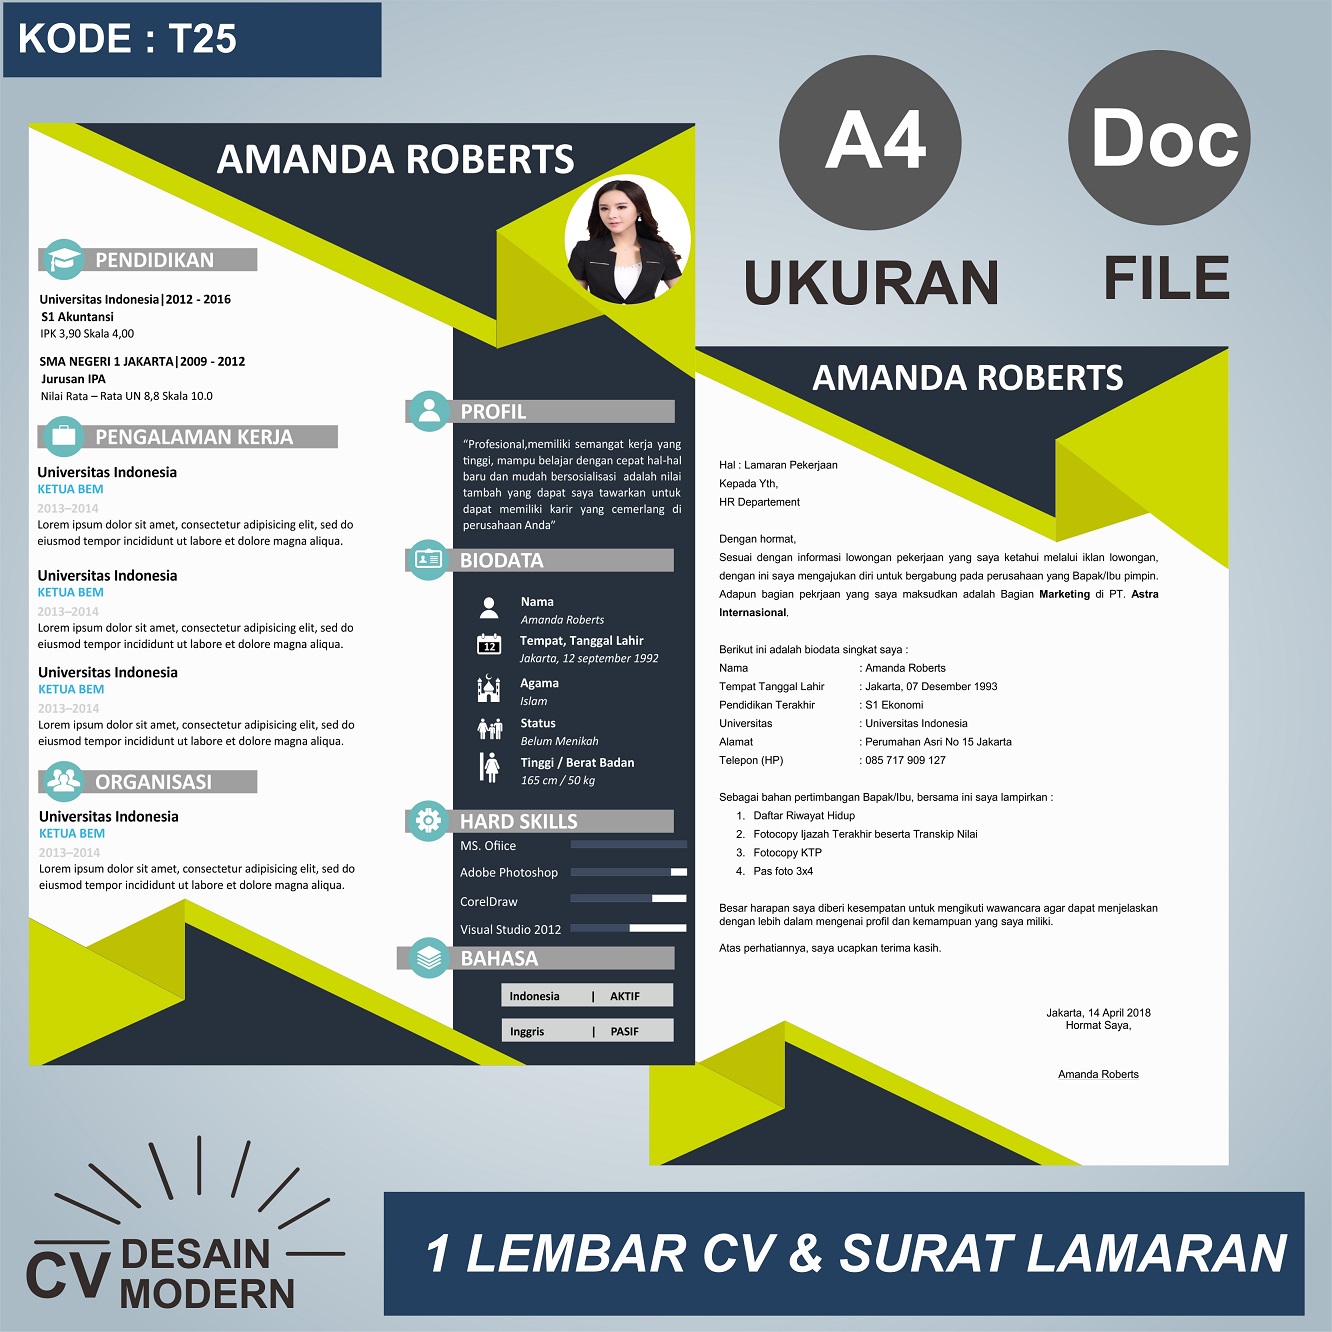 KODE : T25
A4
UKURAN
Doc
FILE
AMANDA ROBERTS
PENDIDIKAN
Universitas Indonesia|2012 - 2016
S1 Akuntansi
IPK 3,90 Skala 4,00
SMA NEGERI 1 JAKARTA|2009 - 2012
Jurusan IPA
Nilai Rata – Rata UN 8,8 Skala 10.0
PENGALAMAN KERJA
Universitas Indonesia
KETUA BEM
2013–2014
Lorem ipsum dolor sit amet, consectetur adipisicing elit, sed do
eiusmod tempor incididunt ut labore et dolore magna aliqua.
Universitas Indonesia
KETUA BEM
2013–2014
Lorem ipsum dolor sit amet, consectetur adipisicing elit, sed do
eiusmod tempor incididunt ut labore et dolore magna aliqua.
Universitas Indonesia
KETUA BEM
2013–2014
Lorem ipsum dolor sit amet, consectetur adipisicing elit, sed do
eiusmod tempor incididunt ut labore et dolore magna aliqua.
ORGANISASI
Universitas Indonesia
KETUA BEM
2013–2014
Lorem ipsum dolor sit amet, consectetur adipisicing elit, sed do
eiusmod tempor incididunt ut labore et dolore magna aliqua.
PROFIL
“Profesional,memiliki semangat kerja yang
tinggi, mampu belajar dengan cepat hal-hal
baru dan mudah bersosialisasi adalah nilai
tambah yang dapat saya tawarkan untuk
dapat memiliki karir yang cemerlang di
perusahaan Anda”
BIODATA
Nama
Amanda Roberts
12
Tempat, Tanggal Lahir
Jakarta, 12 september 1992
Agama
Islam
Status
Belum Menikah
Tinggi / Berat Badan
165 cm / 50 kg
HARD SKILLS
MS. Ofiice
Adobe Photoshop
CorelDraw
Visual Studio 2012
BAHASA
Indonesia | AKTIF
Inggris | PASIF
AMANDA ROBERTS
Hal : Lamaran Pekerjaan
Kepada Yth,
HR Departement
Dengan hormat,
Sesuai dengan informasi lowongan pekerjaan yang saya ketahui melalui iklan lowongan,
dengan ini saya mengajukan diri untuk bergabung pada perusahaan yang Bapak/Ibu pimpin.
Adapun bagian pekrjaan yang saya maksudkan adalah Bagian Marketing di PT. Astra
Internasional.
Berikut ini adalah biodata singkat saya :
Nama : Amanda Roberts
Tempat Tanggal Lahir : Jakarta, 07 Desember 1993
Pendidikan Terakhir : S1 Ekonomi
Universitas : Universitas Indonesia
Alamat : Perumahan Asri No 15 Jakarta
Telepon (HP) : 085 717 909 127
Sebagai bahan pertimbangan Bapak/Ibu, bersama ini saya lampirkan :
1. Daftar Riwayat Hidup
2. Fotocopy Ijazah Terakhir beserta Transkip Nilai
3. Fotocopy KTP
4. Pas foto 3x4
Besar harapan saya diberi kesempatan untuk mengikuti wawancara agar dapat menjelaskan
dengan lebih dalam mengenai profil dan kemampuan yang saya miliki.
Atas perhatiannya, saya ucapkan terima kasih.
Jakarta, 14 April 2018
Hormat Saya,
Amanda Roberts
CV DESAIN
MODERN
1 LEMBAR CV & SURAT LAMARAN